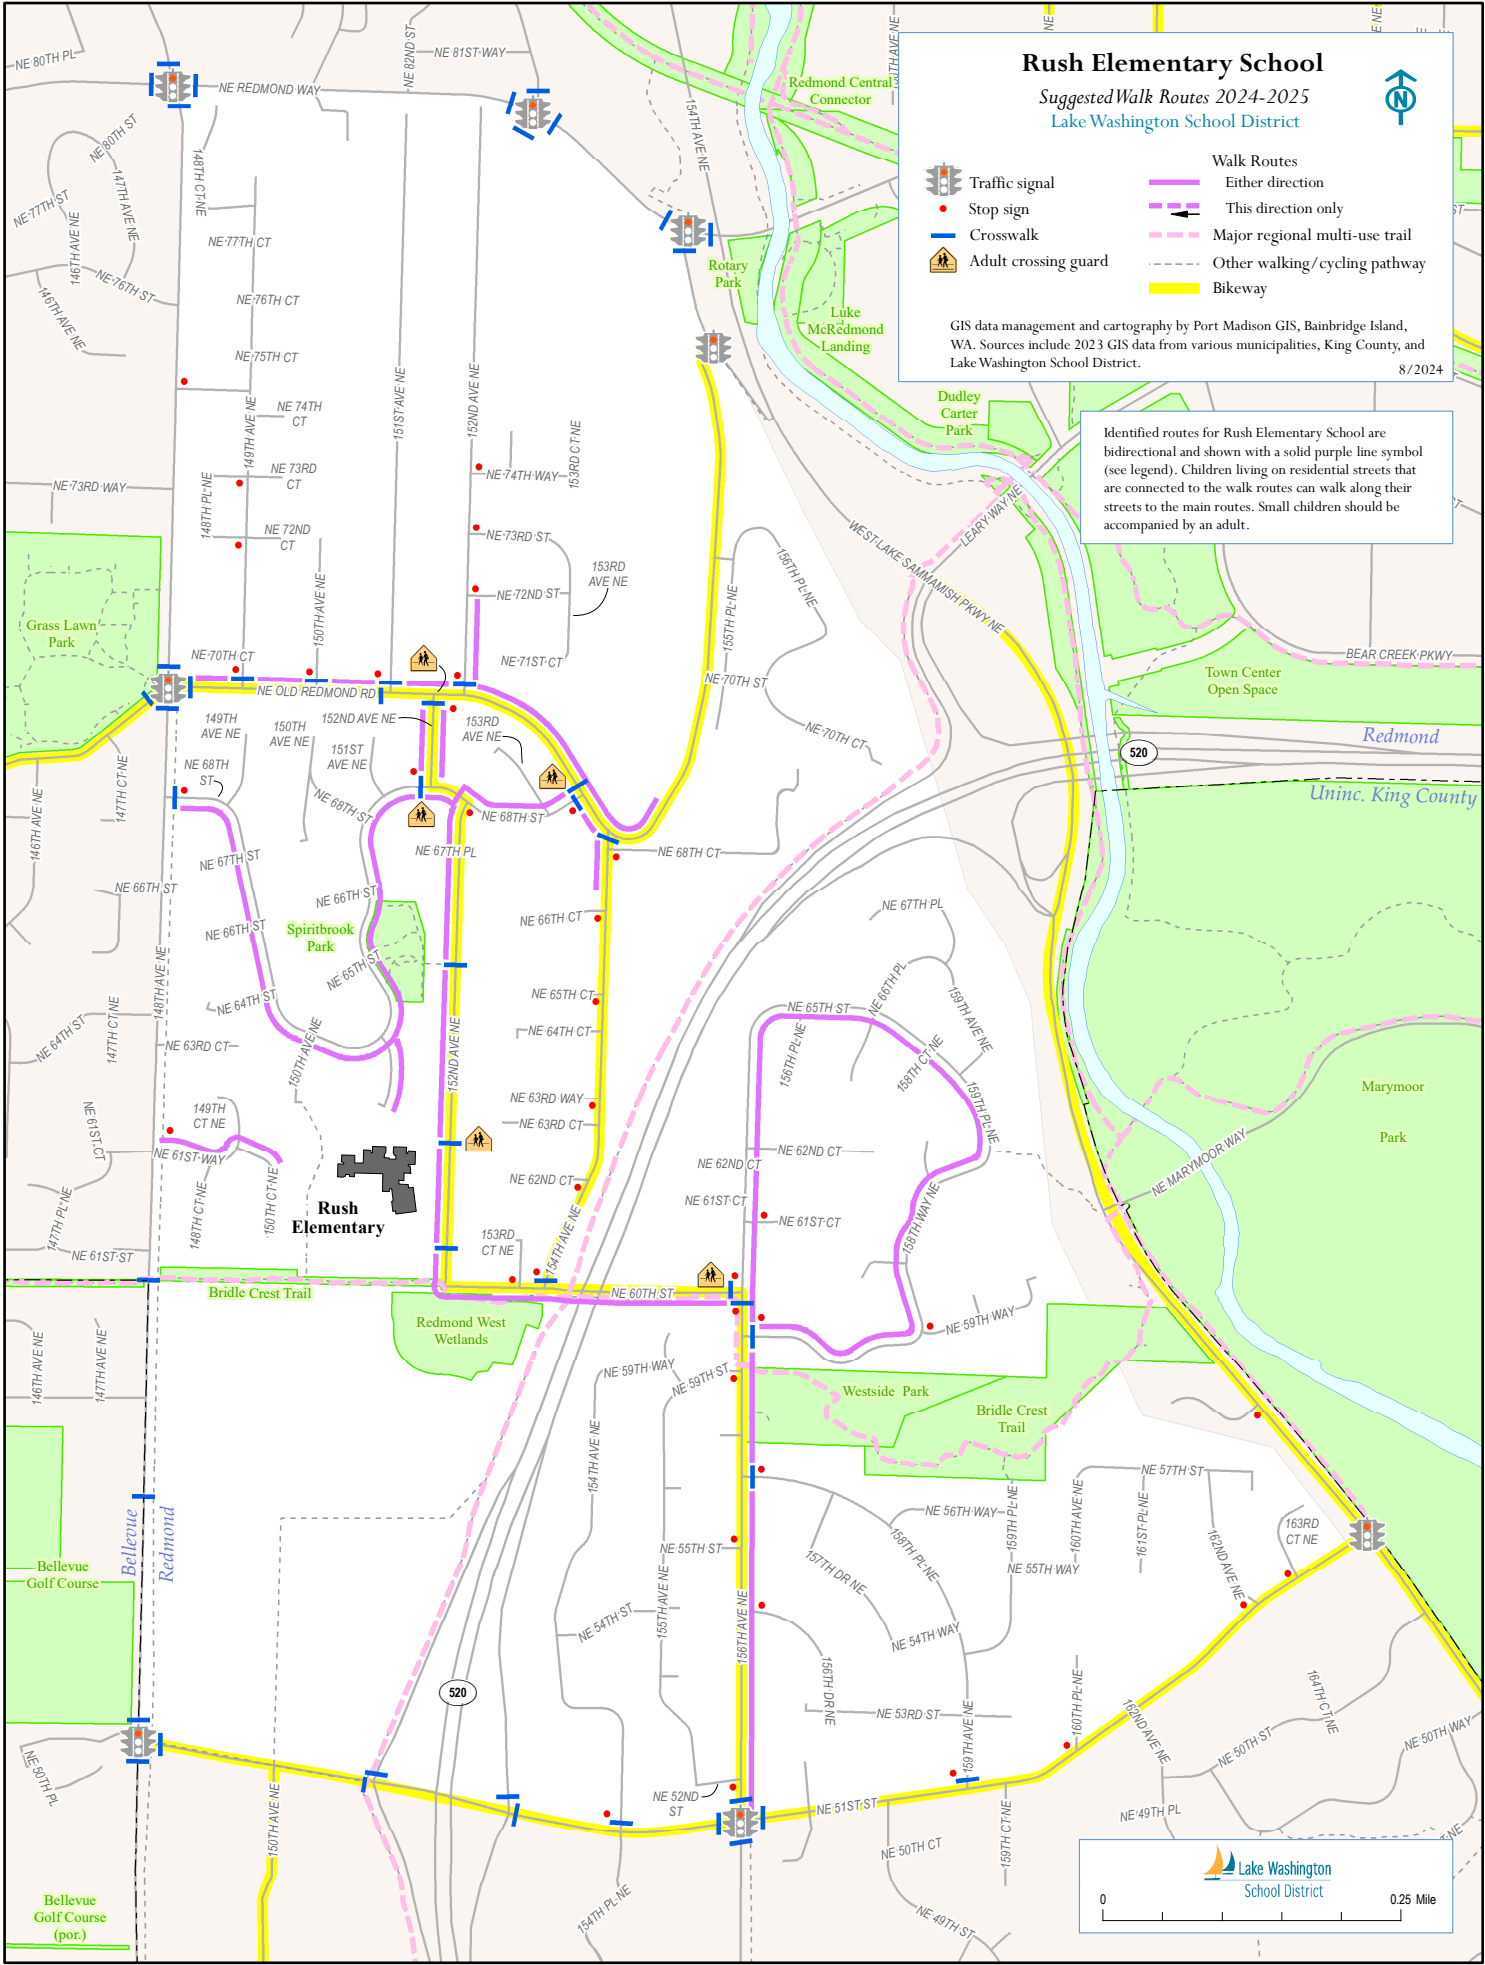 Rush Elementary School
Suggested Walk Routes 2024-2025
Lake Washington School District
N
Walk Routes
Traffic signal
Stop sign
Crosswalk
Adult crossing guard
Either direction
This direction only
Major regional multi-use trail
Other walking/cycling pathway
Bikeway
GIS data management and cartography by Port Madison GIS, Bainbridge Island,
WA. Sources include 2023 GIS data from various municipalities, King County, and
Lake Washington School District.
8/2024
Identified routes for Rush Elementary School are
bidirectional and shown with a solid purple line symbol
(see legend). Children living on residential streets that
are connected to the walk routes can walk along their
streets to the main routes. Small children should be
accompanied by an adult.
NE 80TH PL
NE 82ND ST
NE 81ST WAY
NE REDMOND WAY
NE 80TH ST
147TH AVE NE
148TH CT NE
154TH AVE NE
Redmond Central
Connector
NE 77TH ST
146TH AVE NE
NE 76TH ST
146TH AVE NE
NE 77TH CT
NE 76TH CT
NE 75TH CT
Rotary
Park
Luke
McRedmond
Landing
Dudley
Carter
Park
NE 74TH
CT
149TH AVE NE
151ST AVE NE
152ND AVE NE
153RD CT NE
NE 73RD WAY
148TH PL NE
NE 73RD
CT
NE 72ND
CT
NE 74TH WAY
NE 73RD ST
153RD
AVE NE
NE 72ND ST
NE 71ST CT
150TH AVE NE
155TH PL NE
156TH PL NE
WEST LAKE SAMMAMISH PKWY NE
LEARY WAY NE
BEAR CREEK PKWY
Grass Lawn
Park
NE 70TH CT
NE OLD REDMOND RD
NE 70TH ST
NE 70TH CT
Town Center
Open Space
Redmond
520
Uninc. King County
149TH
AVE NE
150TH
AVE NE
152ND AVE NE
151ST
AVE NE
153RD
AVE NE
NE 68TH
ST
NE 68TH ST
NE 68TH ST
NE 68TH CT
146TH AVE NE
147TH CT NE
NE 67TH ST
NE 67TH PL
NE 66TH ST
NE 66TH ST
NE 66TH ST
NE 66TH CT
Spiritbrook
Park
NE 65TH ST
NE 65TH CT
NE 64TH ST
NE 64TH ST
NE 64TH CT
147TH CT NE
148TH AVE NE
NE 63RD CT
150TH AVE NE
152ND AVE NE
NE 63RD WAY
NE 63RD CT
NE 67TH PL
NE 66TH PL
NE 65TH ST
159TH AVE NE
156TH PL NE
158TH CT NE
159TH PL NE
Marymoor
Park
NE MARYMOOR WAY
NE 61ST CT
149TH
CT NE
NE 61ST WAY
148TH CT NE
150TH CT NE
147TH PL NE
NE 61ST ST
Rush
Elementary
NE 62ND CT
153RD
CT NE
154TH AVE NE
NE 62ND CT
NE 62ND CT
NE 61ST CT
NE 61ST CT
158TH WAY NE
Bridle Crest Trail
Redmond West
Wetlands
NE 60TH ST
NE 59TH WAY
NE 59TH WAY
NE 59TH ST
146TH AVE NE
147TH AVE NE
Westside Park
Bridle Crest
Trail
154TH AVE NE
Bellevue
Redmond
Bellevue
Golf Course
NE 55TH ST
NE 54TH ST
155TH AVE NE
156TH AVE NE
NE 56TH WAY
157TH DR NE
158TH PL NE
159TH PL NE
NE 54TH WAY
156TH DR NE
NE 53RD ST
159TH AVE NE
NE 57TH ST
160TH AVE NE
161ST PL NE
NE 55TH WAY
162ND AVE NE
163RD
CT NE
160TH PL NE
162ND AVE NE
164TH CT NE
NE 50TH ST
NE 50TH WAY
520
NE 50TH PL
150TH AVE NE
NE 52ND
ST
NE 51ST ST
154TH PL NE
NE 50TH CT
NE 49TH ST
159TH CT NE
NE 49TH PL
Bellevue
Golf Course
(por.)
Lake Washington
School District
0
0.25 Mile